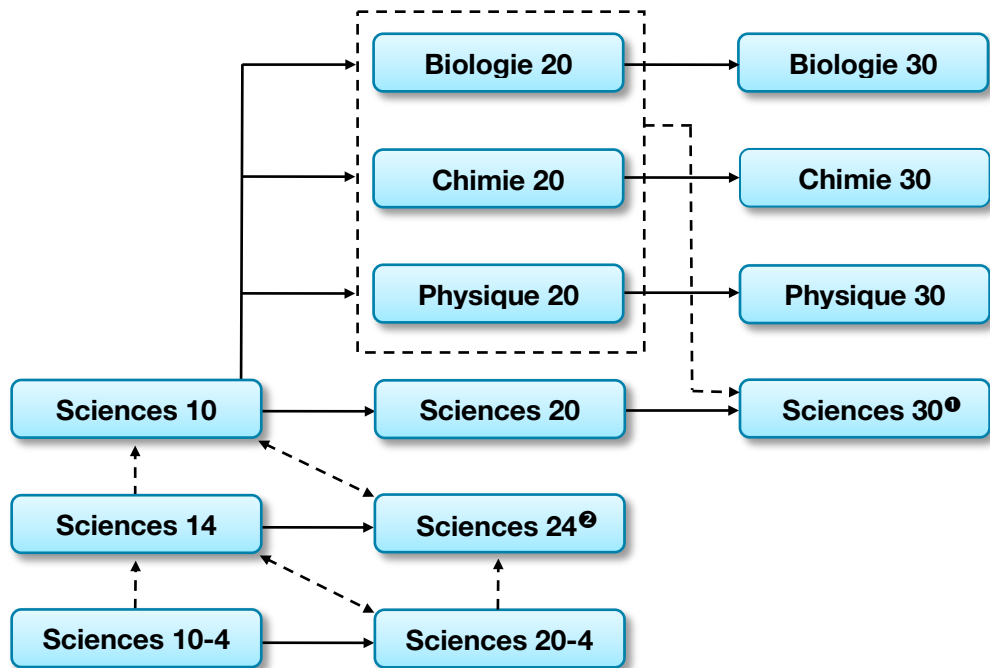 Biologie 20
Biologie 30
Chimie 20
Chimie 30
Physique 20
Physique 30
Sciences 10
Sciences 20
Sciences 30❶
Sciences 14
Sciences 24❷
Sciences 10-4
Sciences 20-4